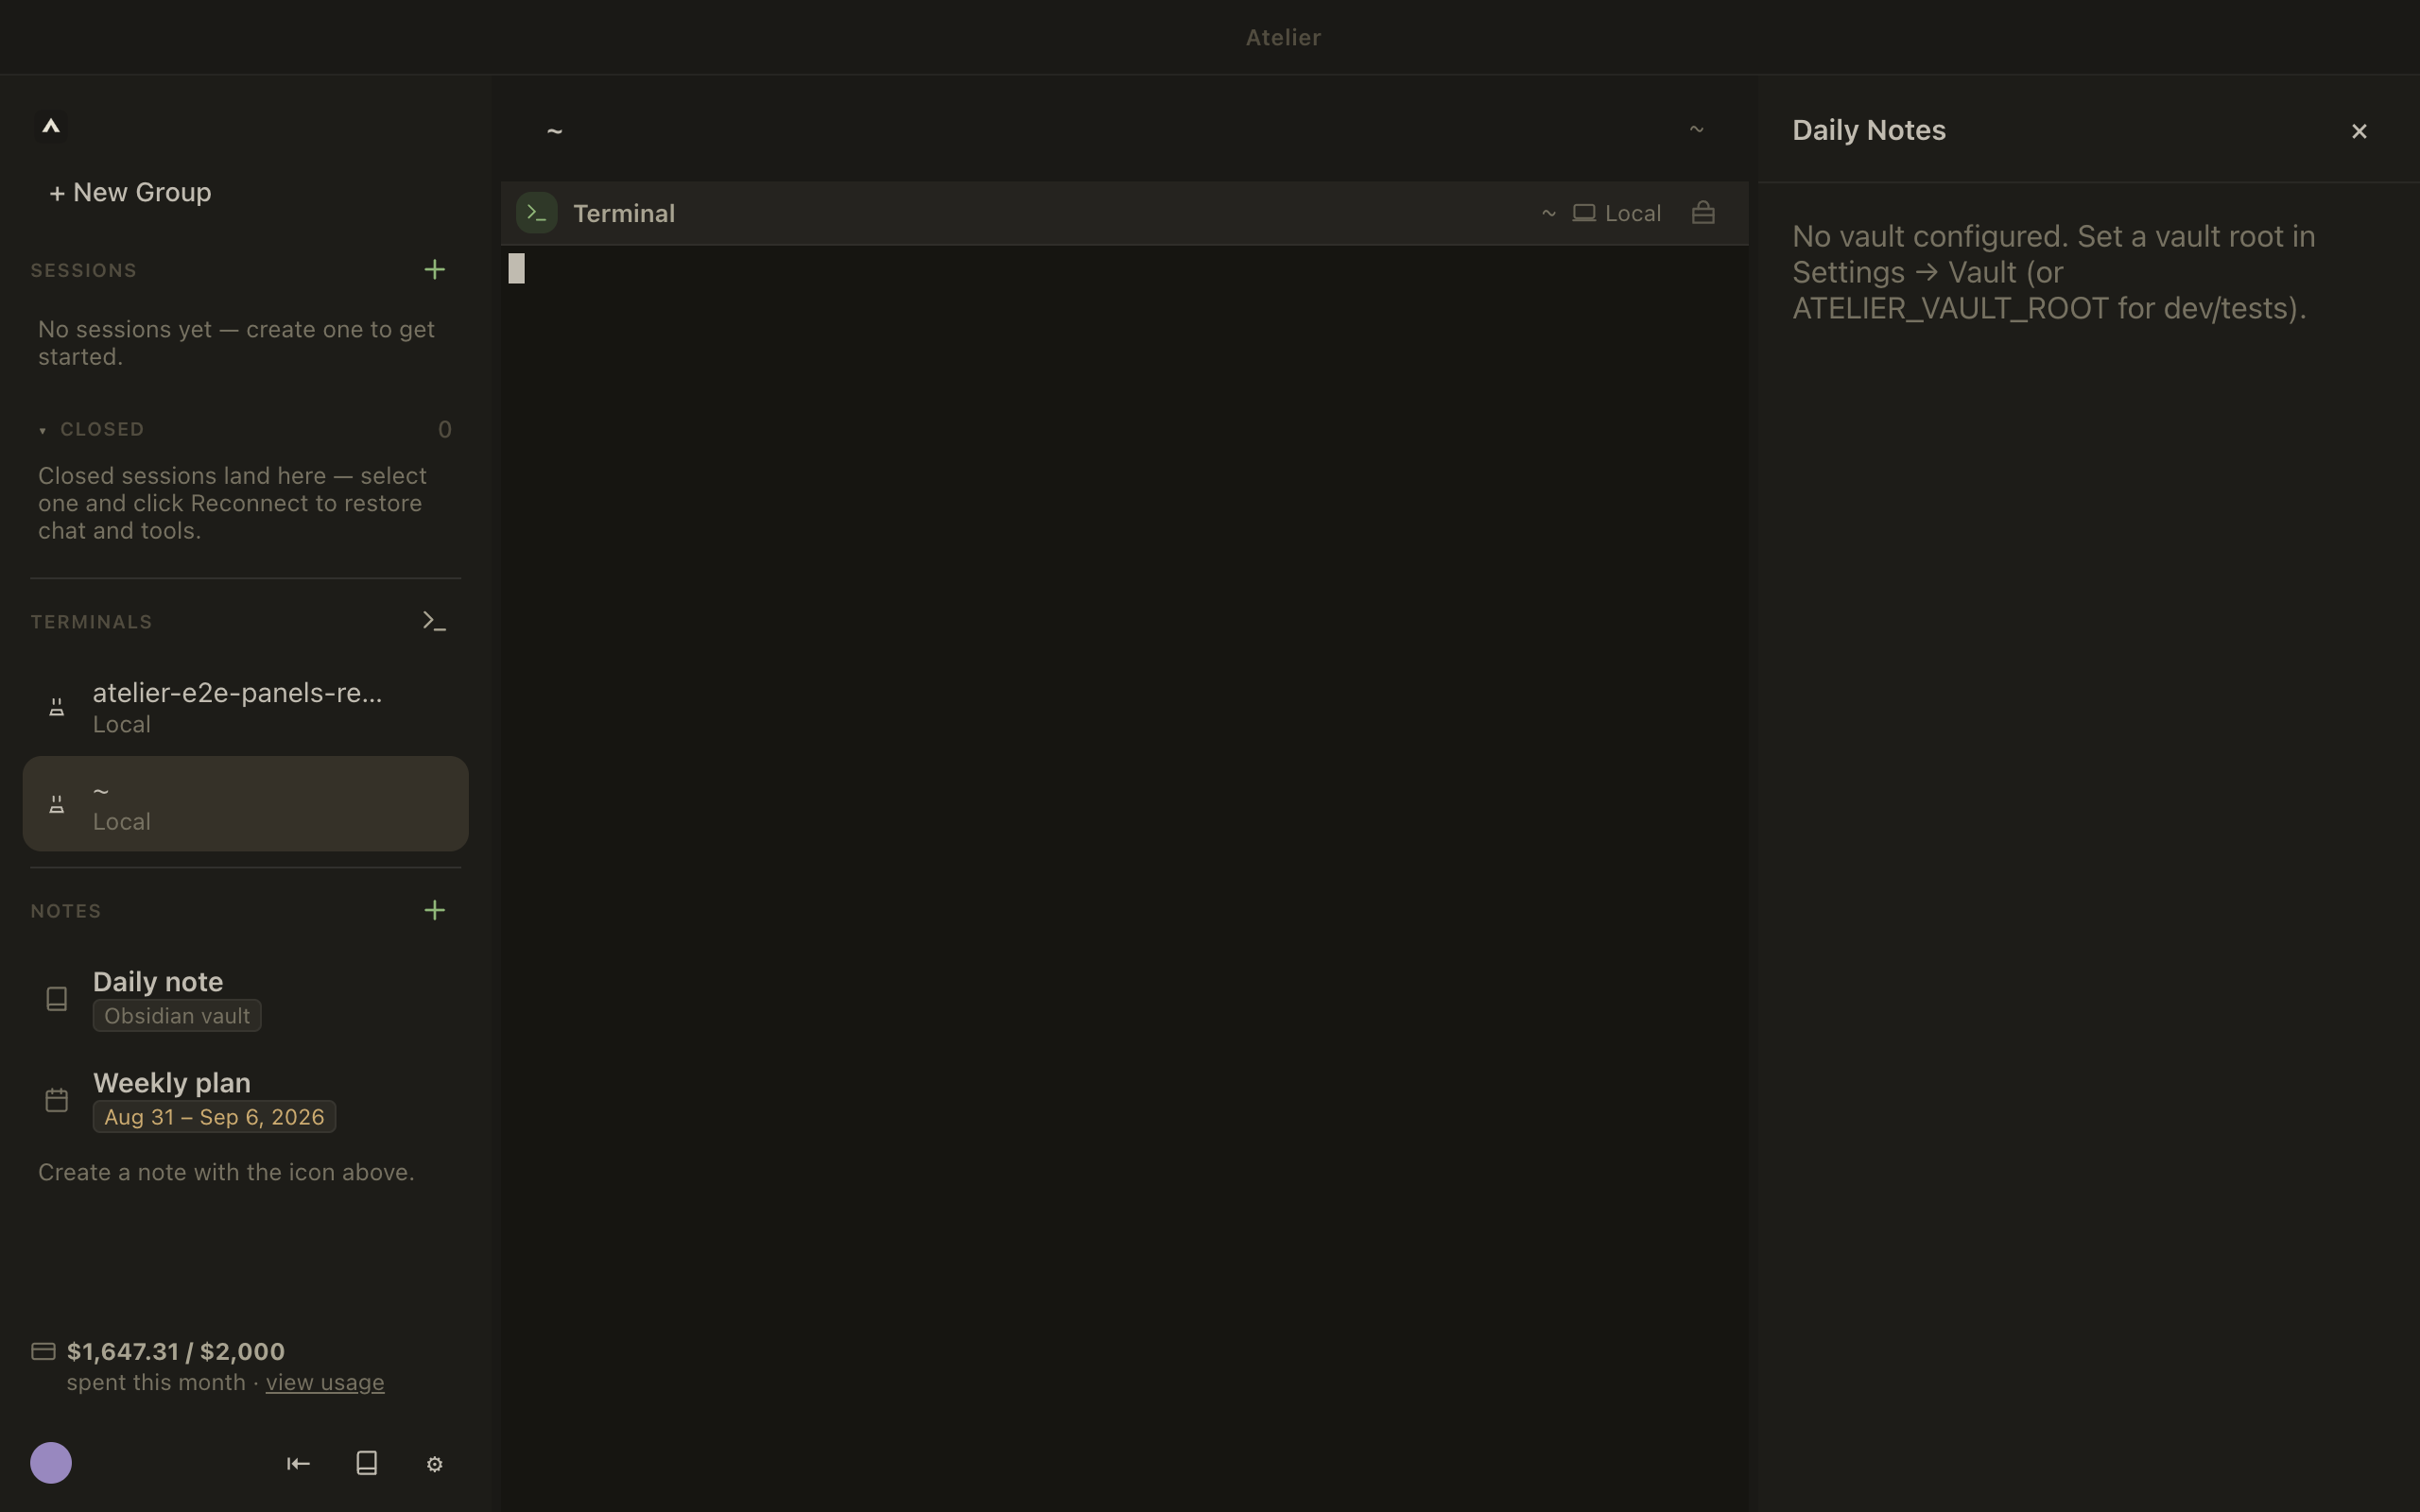 Atelier
+ New Group
SESSIONS
No sessions yet — create one to get
started.
CLOSED 0
Closed sessions land here — select
one and click Reconnect to restore
chat and tools.
TERMINALS
atelier-e2e-panels-re...
Local
~
Local
NOTES
Daily note
Obsidian vault
Weekly plan
Aug 31 – Sep 6, 2026
Create a note with the icon above.
$1,647.31 / $2,000
spent this month · view usage
~ ~
Terminal ~ Local
Daily Notes
No vault configured. Set a vault root in
Settings → Vault (or
ATELIER_VAULT_ROOT for dev/tests).